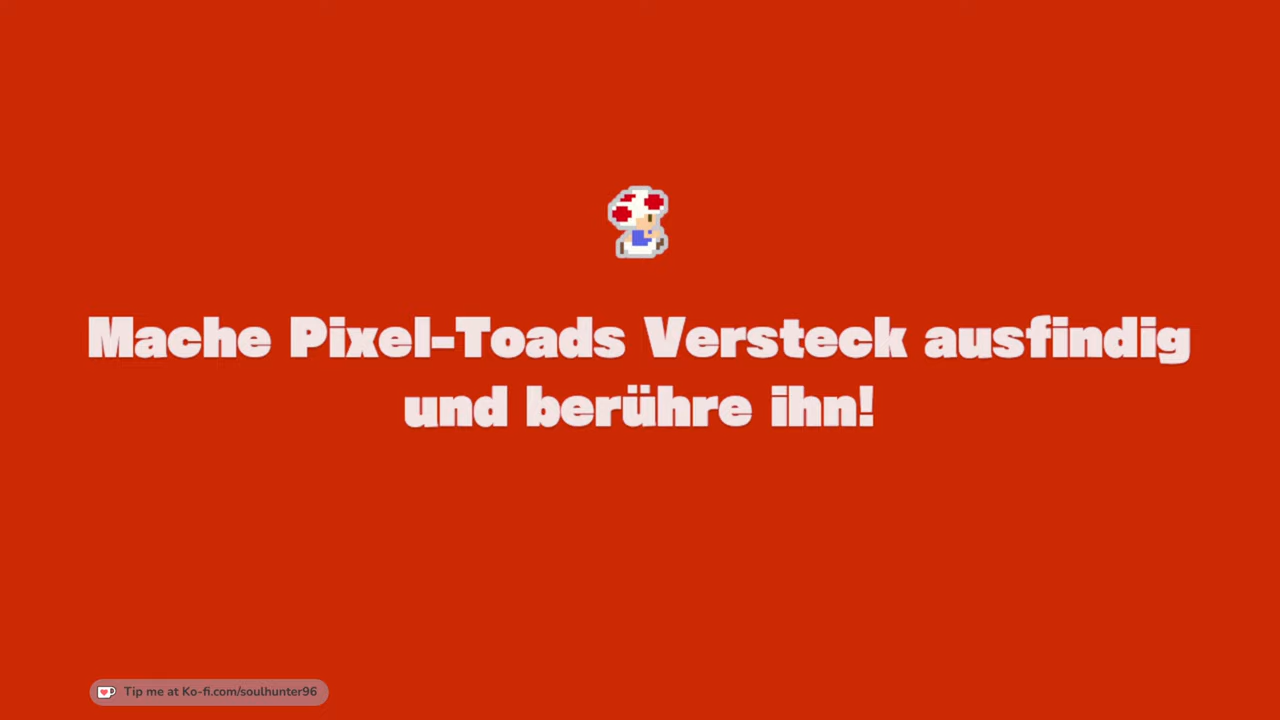 Mache Pixel-Toads Versteck ausfindig
und berühre ihn!
Tip me at Ko-fi.com/soulhunter96